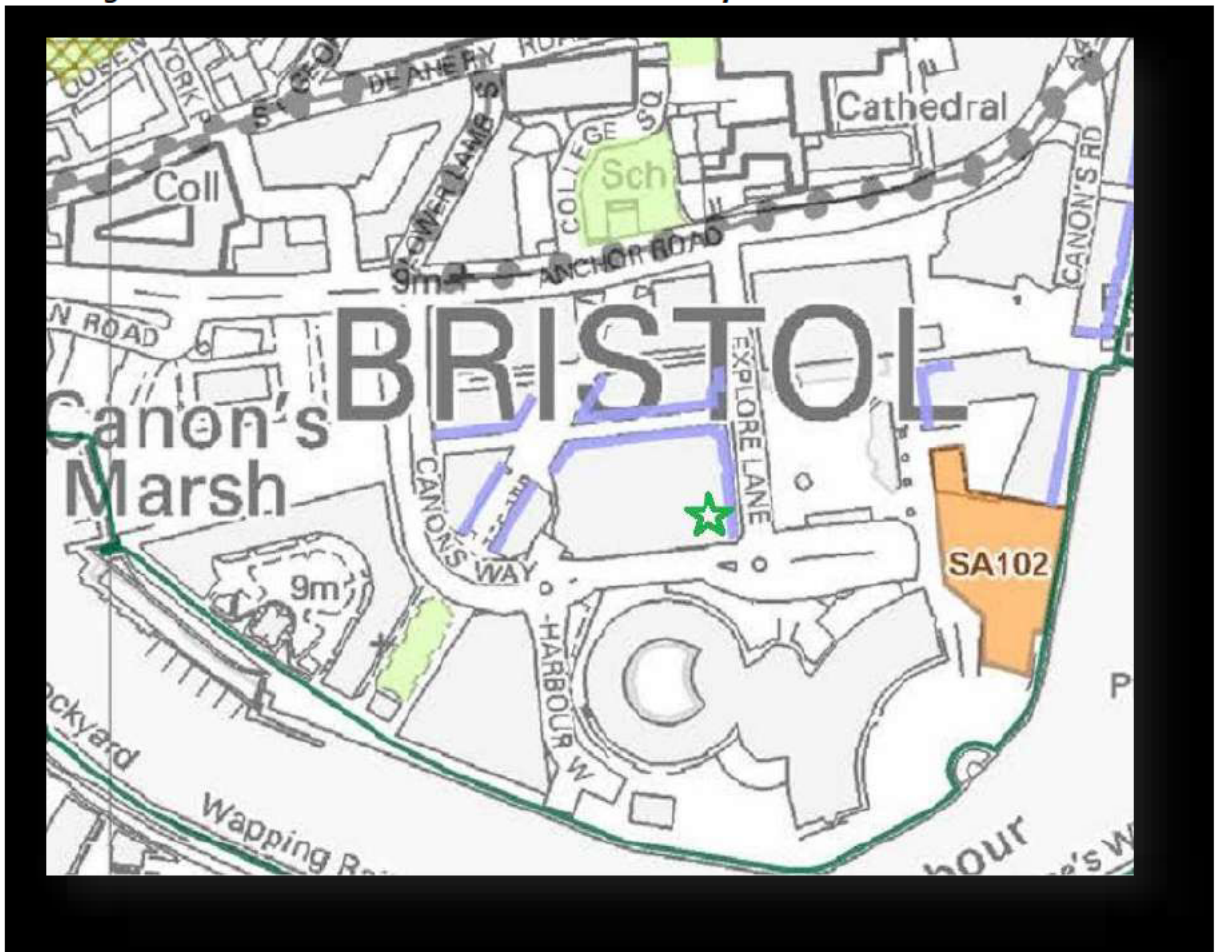 DEANERY ROAD
YORK P
Cathedral
COLLEGE SQ
LOWER LAMB S
Coll
Sch
CANON'S RD
ANCHOR ROAD
9m
N ROAD
BRISTOL
EXPLORE LANE
Canon's
Marsh
CANONS WAY
SA102
9m
HARBOUR W
P
ockyard
Wapping
bour
e's W